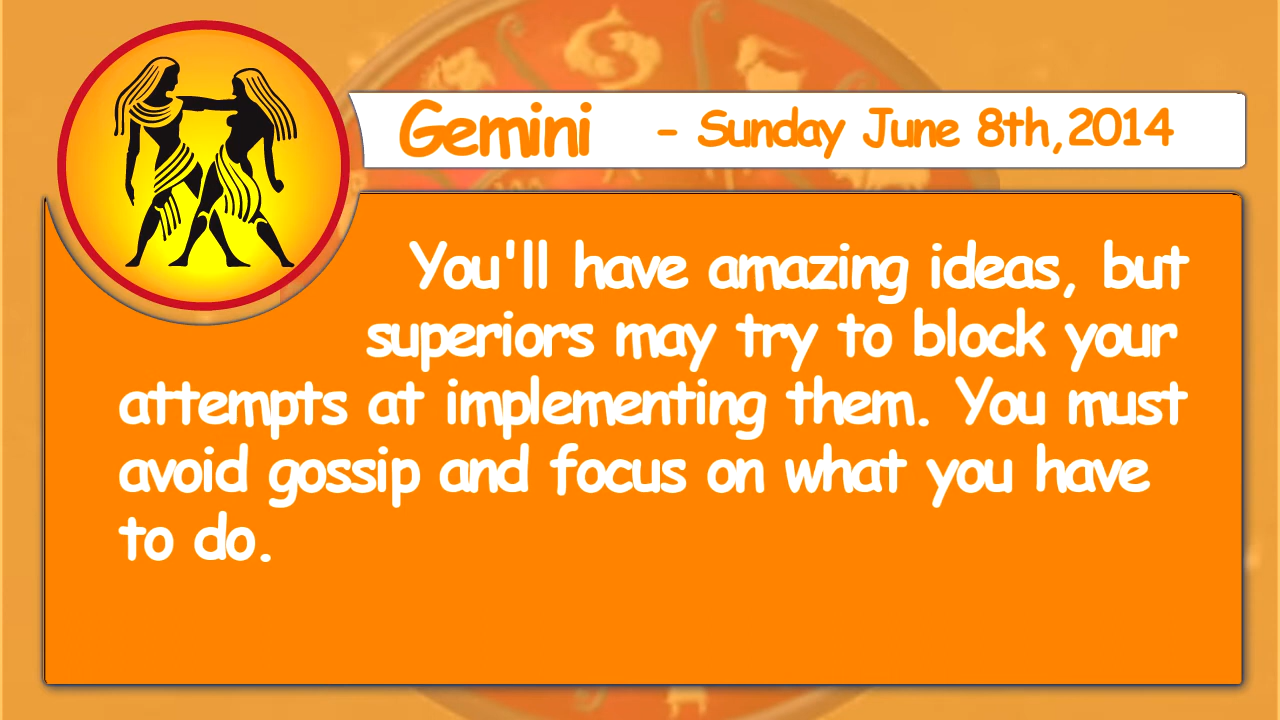 Gemini - Sunday June 8th,2014
You'll have amazing ideas, but
superiors may try to block your
attempts at implementing them. You must
avoid gossip and focus on what you have
to do.